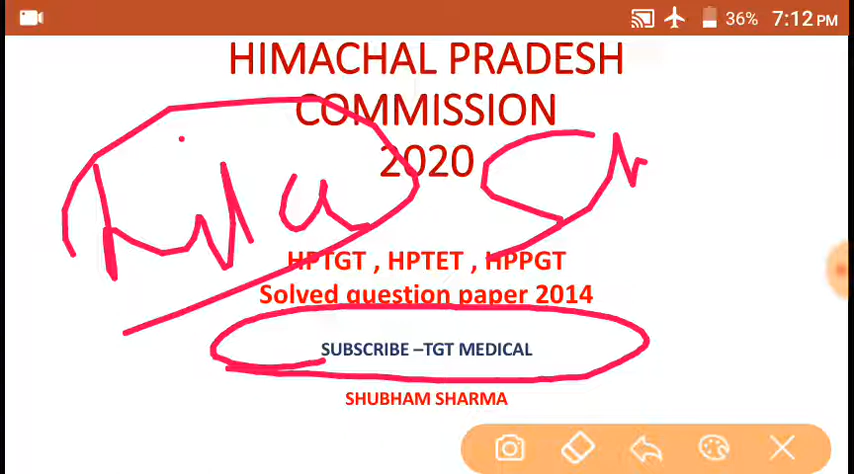 36% 7:12 PM
HIMACHAL PRADESH
COMMISSION
2020
HPTGT , HPTET , HPPGT
Solved question paper 2014
SUBSCRIBE –TGT MEDICAL
SHUBHAM SHARMA